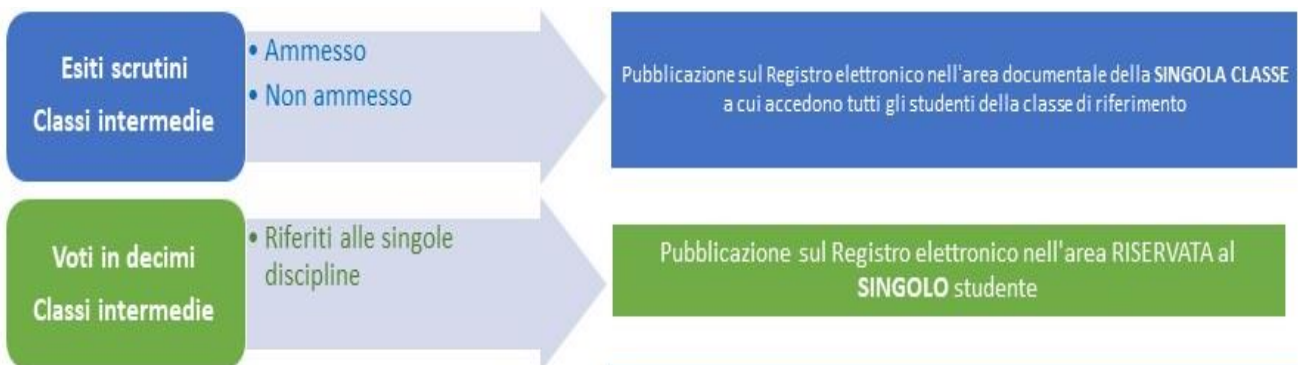 Esiti scrutini
Classi intermedie
• Ammesso
• Non ammesso
Pubblicazione sul Registro elettronico nell'area documentale della SINGOLA CLASSE
a cui accedono tutti gli studenti della classe di riferimento
Voti in decimi
Classi intermedie
• Riferiti alle singole
discipline
Pubblicazione sul Registro elettronico nell'area RISERVATA al
SINGOLO studente